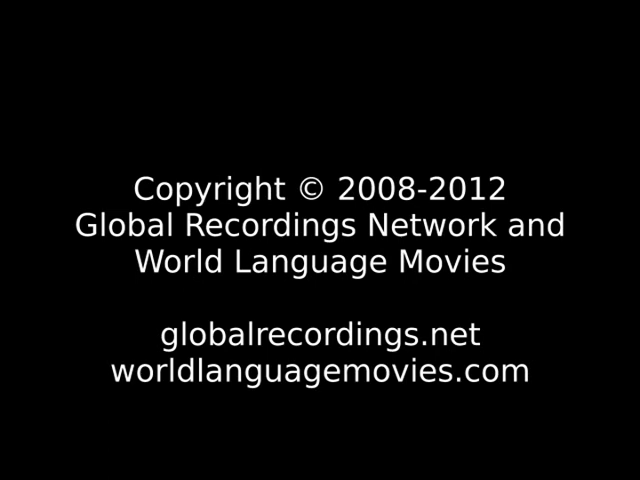 Copyright © 2008-2012
Global Recordings Network and
World Language Movies
globalrecordings.net
worldlanguagemovies.com